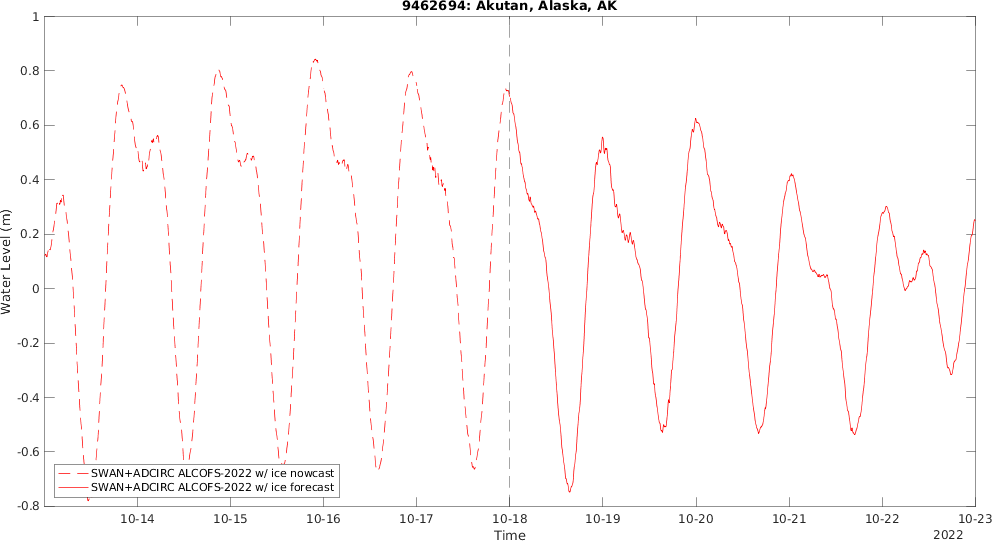 9462694: Akutan, Alaska, AK
Water Level (m)
1
0.8
0.6
0.4
0.2
0
-0.2
-0.4
-0.6
-0.8
SWAN+ADCIRC ALCOFS-2022 w/ ice nowcast
SWAN+ADCIRC ALCOFS-2022 w/ ice forecast
10-14 10-15 10-16 10-17 10-18 10-19 10-20 10-21 10-22 10-23
Time
2022